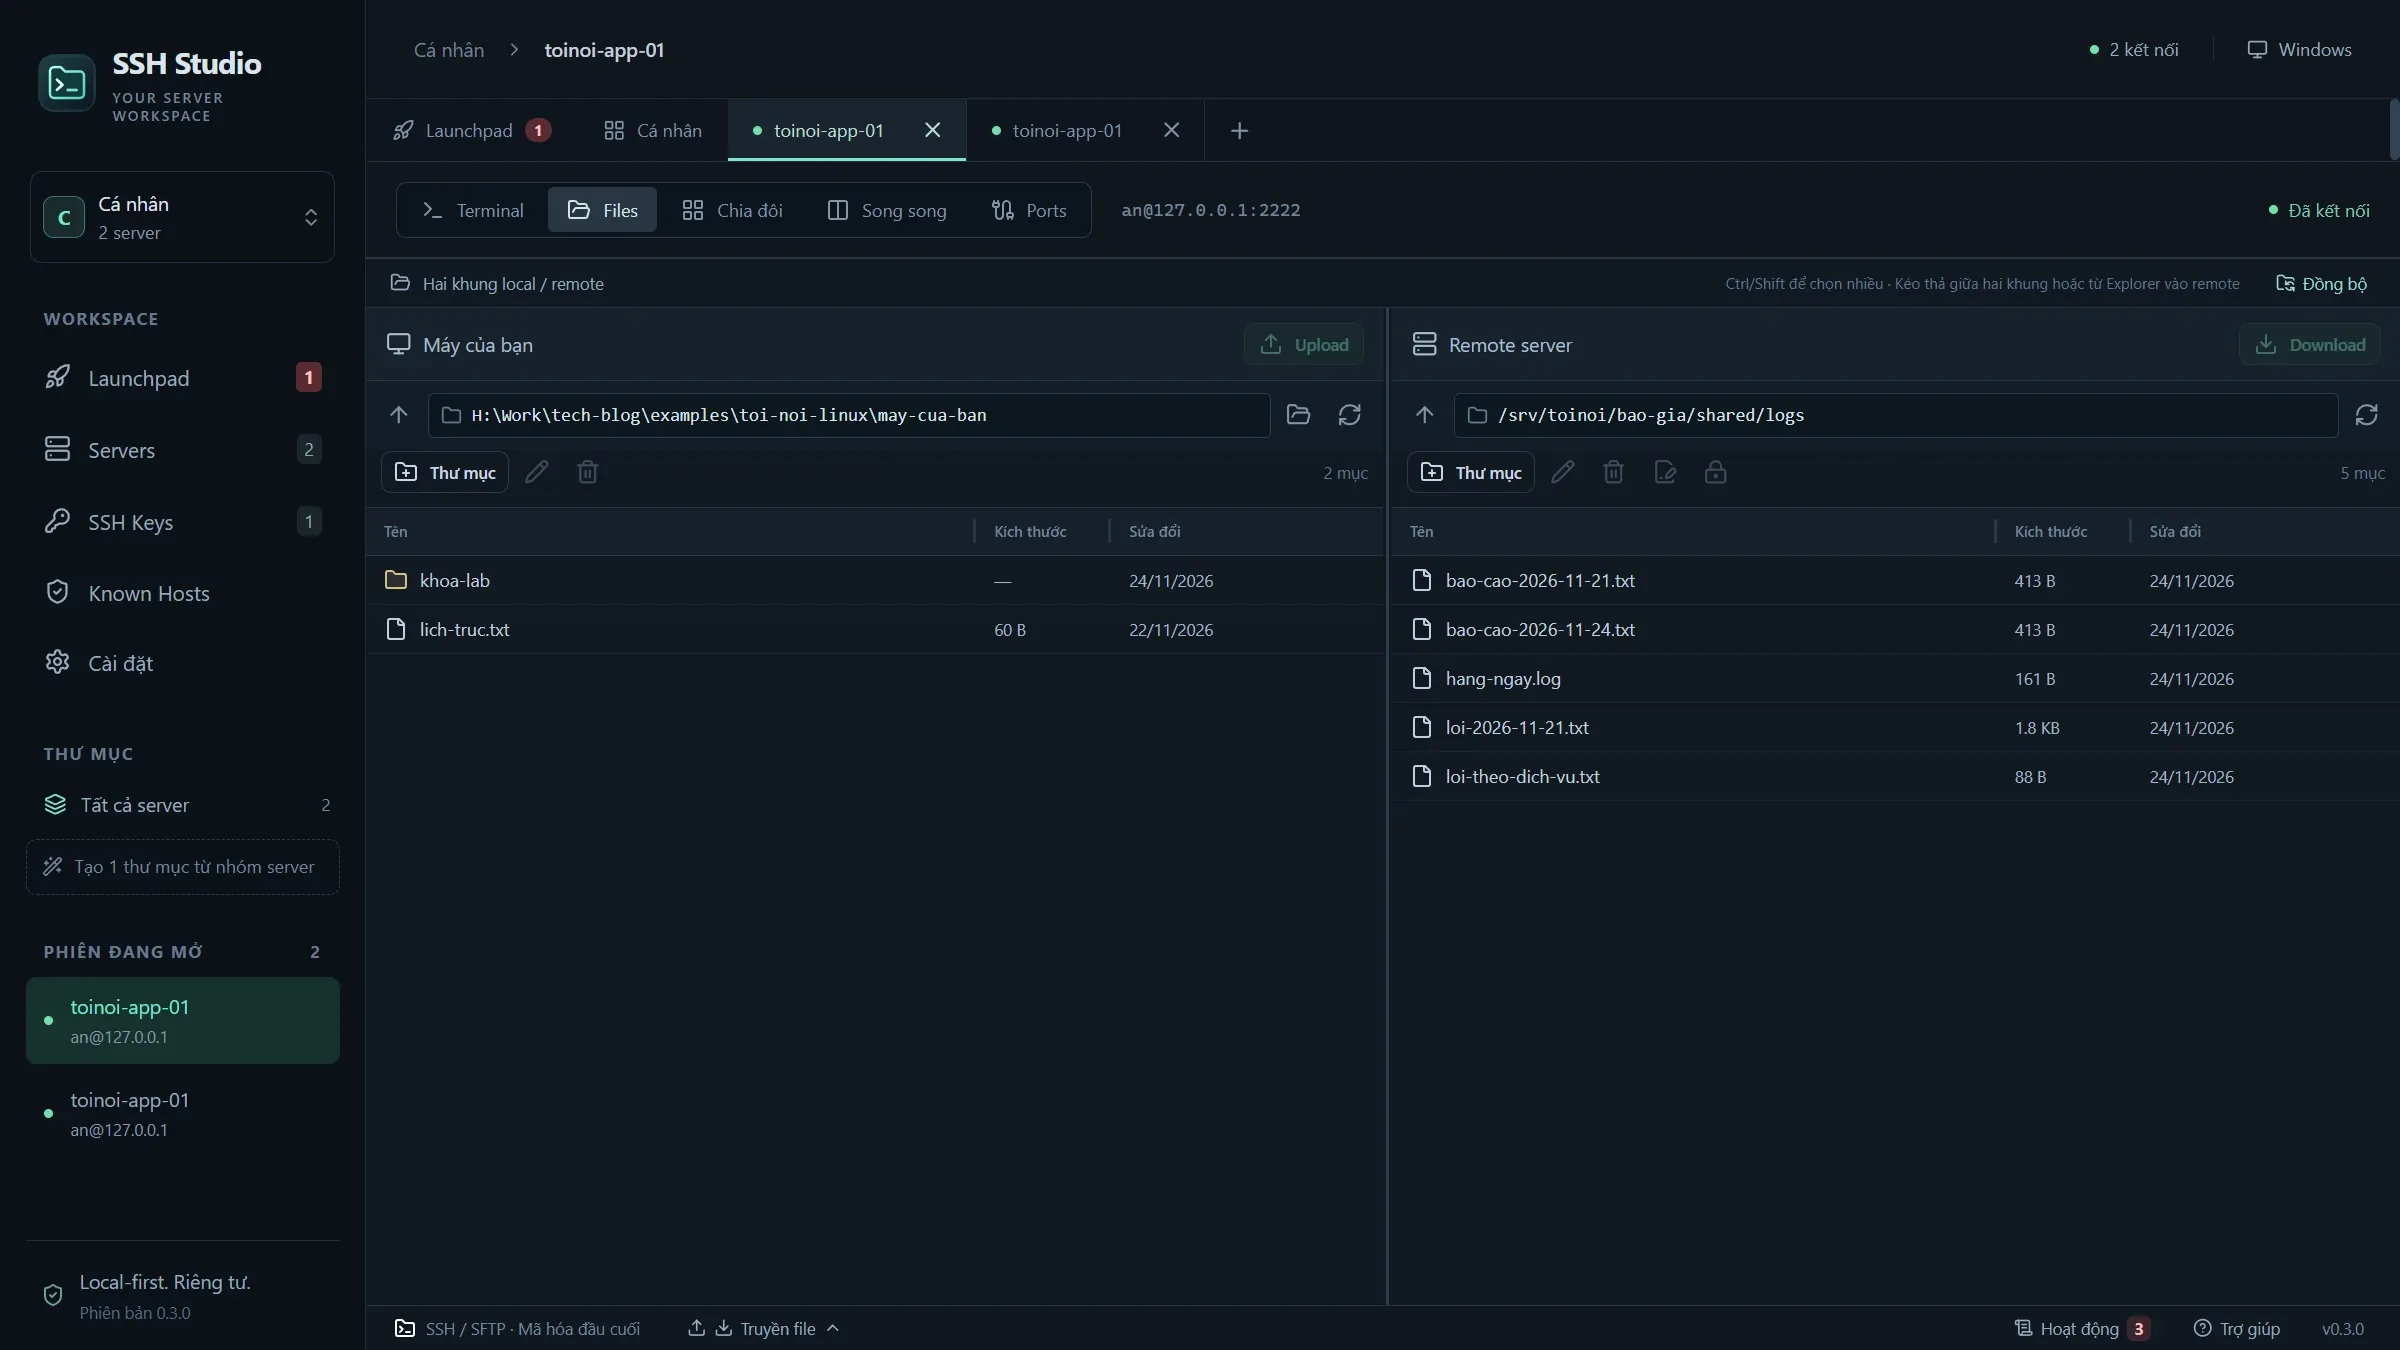 SSH Studio
YOUR SERVER
WORKSPACE
C
Cá nhân
2 server
WORKSPACE
Launchpad 1
Servers 2
SSH Keys 1
Known Hosts
Cài đặt
THƯ MỤC
Tất cả server 2
Tạo 1 thư mục từ nhóm server
PHIÊN ĐANG MỞ 2
toinoi-app-01
an@127.0.0.1
toinoi-app-01
an@127.0.0.1
Local-first. Riêng tư.
Phiên bản 0.3.0
Cá nhân > toinoi-app-01
2 kết nối
Windows
Launchpad 1
Cá nhân
toinoi-app-01
toinoi-app-01
Terminal
Files
Chia đôi
Song song
Ports
an@127.0.0.1:2222
Đã kết nối
Hai khung local / remote
Ctrl/Shift để chọn nhiều · Kéo thả giữa hai khung hoặc từ Explorer vào remote
Đồng bộ
Máy của bạn
Upload
H:\Work\tech-blog\examples\toi-noi-linux\may-cua-ban
Thư mục
2 mục
Tên Kích thước Sửa đổi
khoa-lab — 24/11/2026
lich-truc.txt 60 B 22/11/2026
Remote server
Download
/srv/toinoi/bao-gia/shared/logs
Thư mục
5 mục
Tên Kích thước Sửa đổi
bao-cao-2026-11-21.txt 413 B 24/11/2026
bao-cao-2026-11-24.txt 413 B 24/11/2026
hang-ngay.log 161 B 24/11/2026
loi-2026-11-21.txt 1.8 KB 24/11/2026
loi-theo-dich-vu.txt 88 B 24/11/2026
SSH / SFTP · Mã hóa đầu cuối
Truyền file
Hoạt động 3
Trợ giúp
v0.3.0